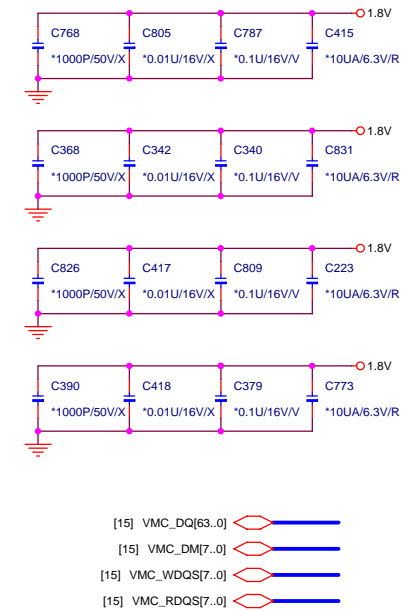 1.8V
C768 C805 C787 C415
*1000P/50V/X *0.01U/16V/X *0.1U/16V/V *10UA/6.3V/R
1.8V
C368 C342 C340 C831
*1000P/50V/X *0.01U/16V/X *0.1U/16V/V *10UA/6.3V/R
1.8V
C826 C417 C809 C223
*1000P/50V/X *0.01U/16V/X *0.1U/16V/V *10UA/6.3V/R
1.8V
C390 C418 C379 C773
*1000P/50V/X *0.01U/16V/X *0.1U/16V/V *10UA/6.3V/R
[15] VMC_DQ[63..0]
[15] VMC_DM[7..0]
[15] VMC_WDQS[7..0]
[15] VMC_RDQS[7..0]